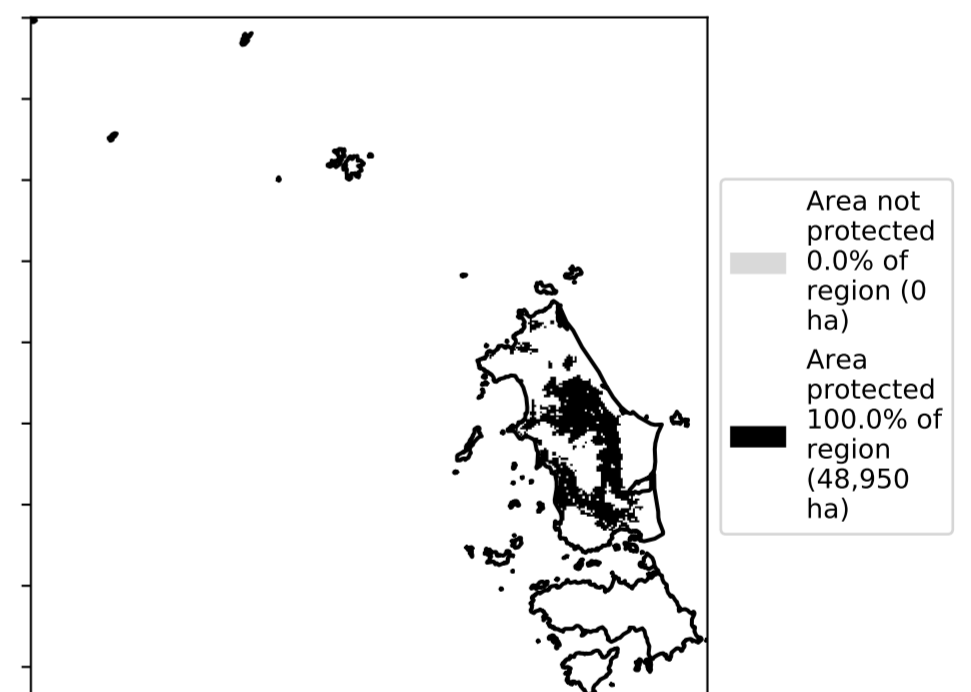 Area not
protected
0.0% of
region (0
ha)
Area
protected
100.0% of
region
(48,950
ha)